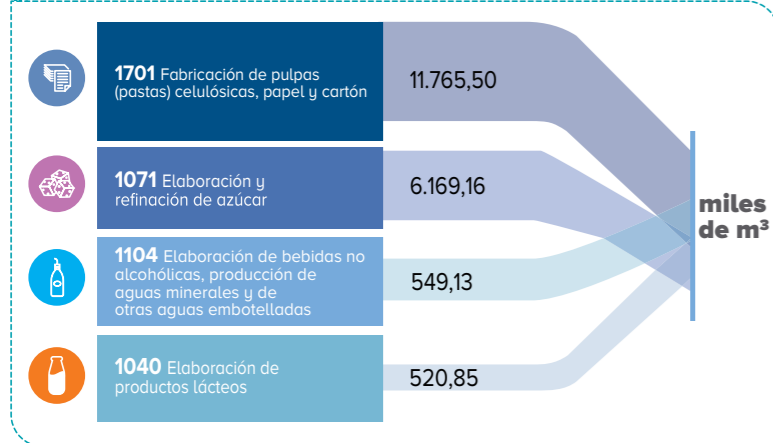 1701 Fabricación de pulpas
(pastas) celulósicas, papel y cartón
11.765,50
1071 Elaboración y
refinación de azúcar
6.169,16
1104 Elaboración de bebidas no
alcohólicas, producción de
aguas minerales y de
otras aguas embotelladas
549,13
1040 Elaboración de
productos lácteos
520,85
miles
de m³